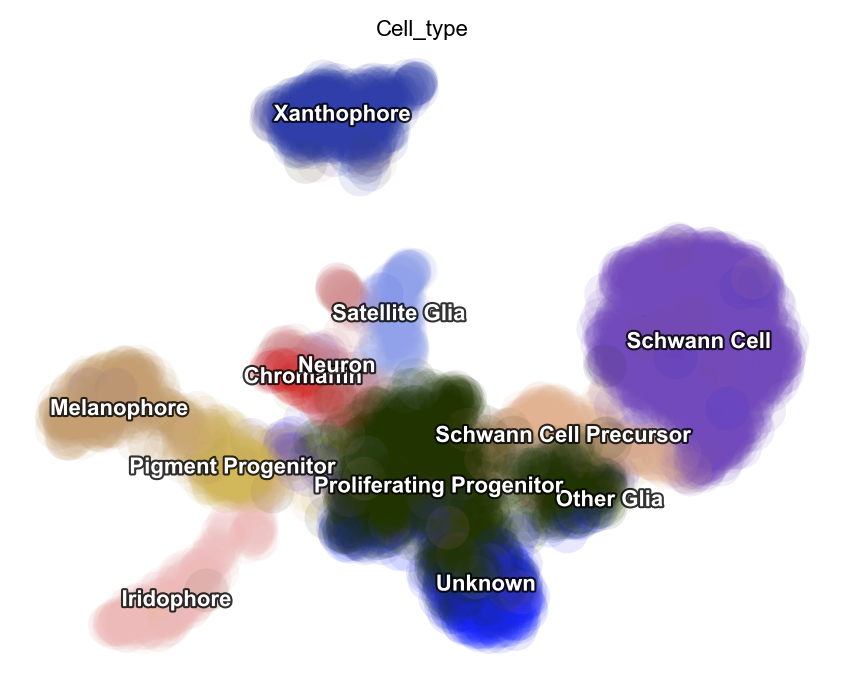 Cell_type
Xanthophore
Satellite Glia
Schwann Cell
Neuron
Chromaffin
Melanophore
Schwann Cell Precursor
Pigment Progenitor
Proliferating Progenitor
Other Glia
Unknown
Iridophore